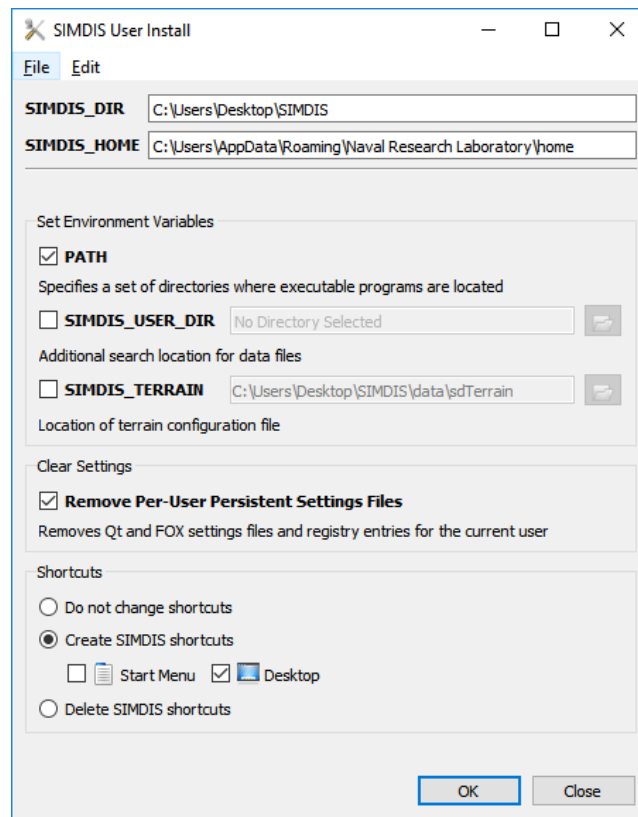 SIMDIS User Install
File Edit
SIMDIS_DIR C:\Users\Desktop\SIMDIS
SIMDIS_HOME C:\Users\AppData\Roaming\Naval Research Laboratory\home
Set Environment Variables
PATH
Specifies a set of directories where executable programs are located
SIMDIS_USER_DIR No Directory Selected
Additional search location for data files
SIMDIS_TERRAIN C:\Users\Desktop\SIMDIS\data\sdTerrain
Location of terrain configuration file
Clear Settings
Remove Per-User Persistent Settings Files
Removes Qt and FOX settings files and registry entries for the current user
Shortcuts
Do not change shortcuts
Create SIMDIS shortcuts
Start Menu Desktop
Delete SIMDIS shortcuts
OK Close